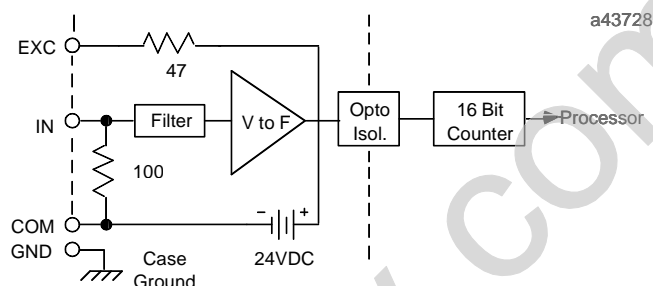 a43728
EXC
47
IN
Filter
V to F
Opto
Isol.
16 Bit
Counter
Processor
100
COM
GND
Case
Ground
– +
24VDC